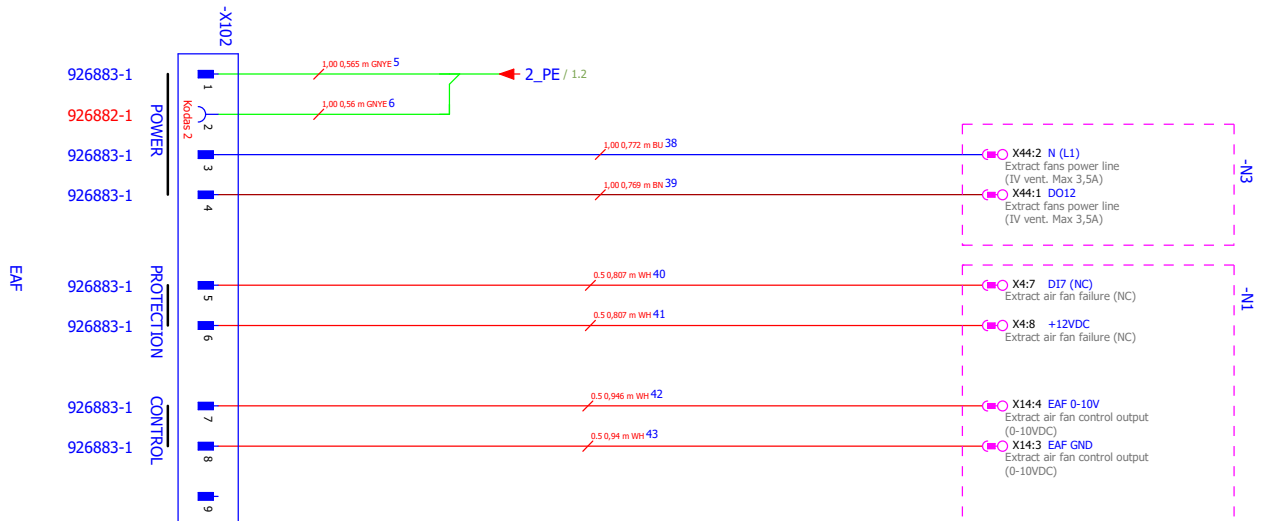 -X102
926883-1
1
1,00 0,565 m GNYE 5
2_PE / 1.2
926882-1
Kodas 2
2
1,00 0,56 m GNYE 6
POWER
926883-1
3
1,00 0,772 m BU 38
X44:2 N (L1)
Extract fans power line
(IV vent. Max 3,5A)
-N3
926883-1
4
1,00 0,769 m BN 39
X44:1 DO12
Extract fans power line
(IV vent. Max 3,5A)
EAF
PROTECTION
926883-1
5
0.5 0,807 m WH 40
X4:7 DI7 (NC)
Extract air fan failure (NC)
-N1
926883-1
6
0.5 0,807 m WH 41
X4:8 +12VDC
Extract air fan failure (NC)
CONTROL
926883-1
7
0.5 0,946 m WH 42
X14:4 EAF 0-10V
Extract air fan control output
(0-10VDC)
926883-1
8
0.5 0,94 m WH 43
X14:3 EAF GND
Extract air fan control output
(0-10VDC)
9